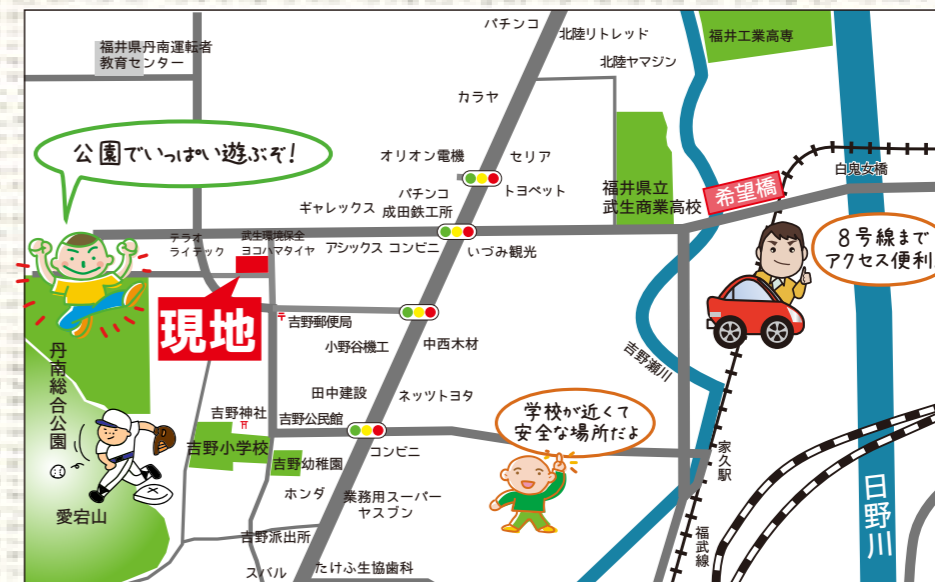 パチンコ
北陸リトレッド
福井工業高専
福井県丹南運転者
教育センター
北陸ヤマジン
カラヤ
公園でいっぱい遊ぶぞ!
オリオン電機
セリア
白鬼女橋
パチンコ
トヨペット
福井県立
武生商業高校
希望橋
成田鉄工所
ギャレックス
テラオ
ライテック
武生環境保全
ヨコハマタイヤ
アシックス
コンビニ
いづみ観光
8号線まで
アクセス便利
現地
〒吉野郵便局
小野谷機工
中西木材
吉野瀬川
丹南総合公園
田中建設
ネッツトヨタ
吉野神社
吉野公民館
学校が近くて
安全な場所だよ
吉野小学校
コンビニ
吉野幼稚園
家久駅
日野川
ホンダ
業務用スーパー
ヤスブン
愛宕山
吉野派出所
福武線
スバル
たけふ生協歯科